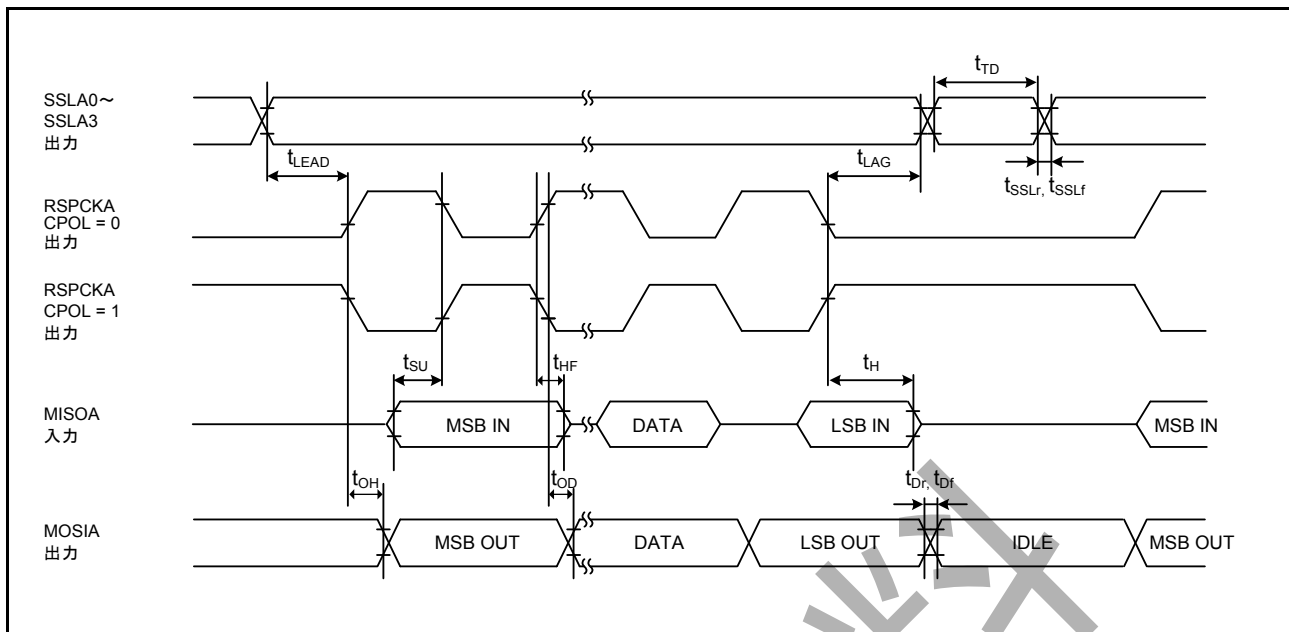 SSLA0～
SSLA3
出力
tTD
tLEAD
tLAG
tSSLr, tSSLf
RSPCKA
CPOL = 0
出力
RSPCKA
CPOL = 1
出力
tSU
tHF
tH
MISOA
入力
MSB IN
DATA
LSB IN
MSB IN
tOH
tOD
tDr, tDf
MOSIA
出力
MSB OUT
DATA
LSB OUT
IDLE
MSB OUT